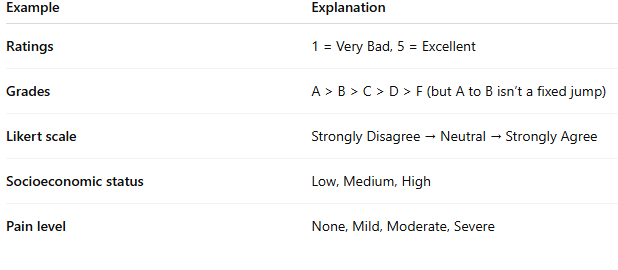 Example Explanation
Ratings 1 = Very Bad, 5 = Excellent
Grades A > B > C > D > F (but A to B isn’t a fixed jump)
Likert scale Strongly Disagree → Neutral → Strongly Agree
Socioeconomic status Low, Medium, High
Pain level None, Mild, Moderate, Severe